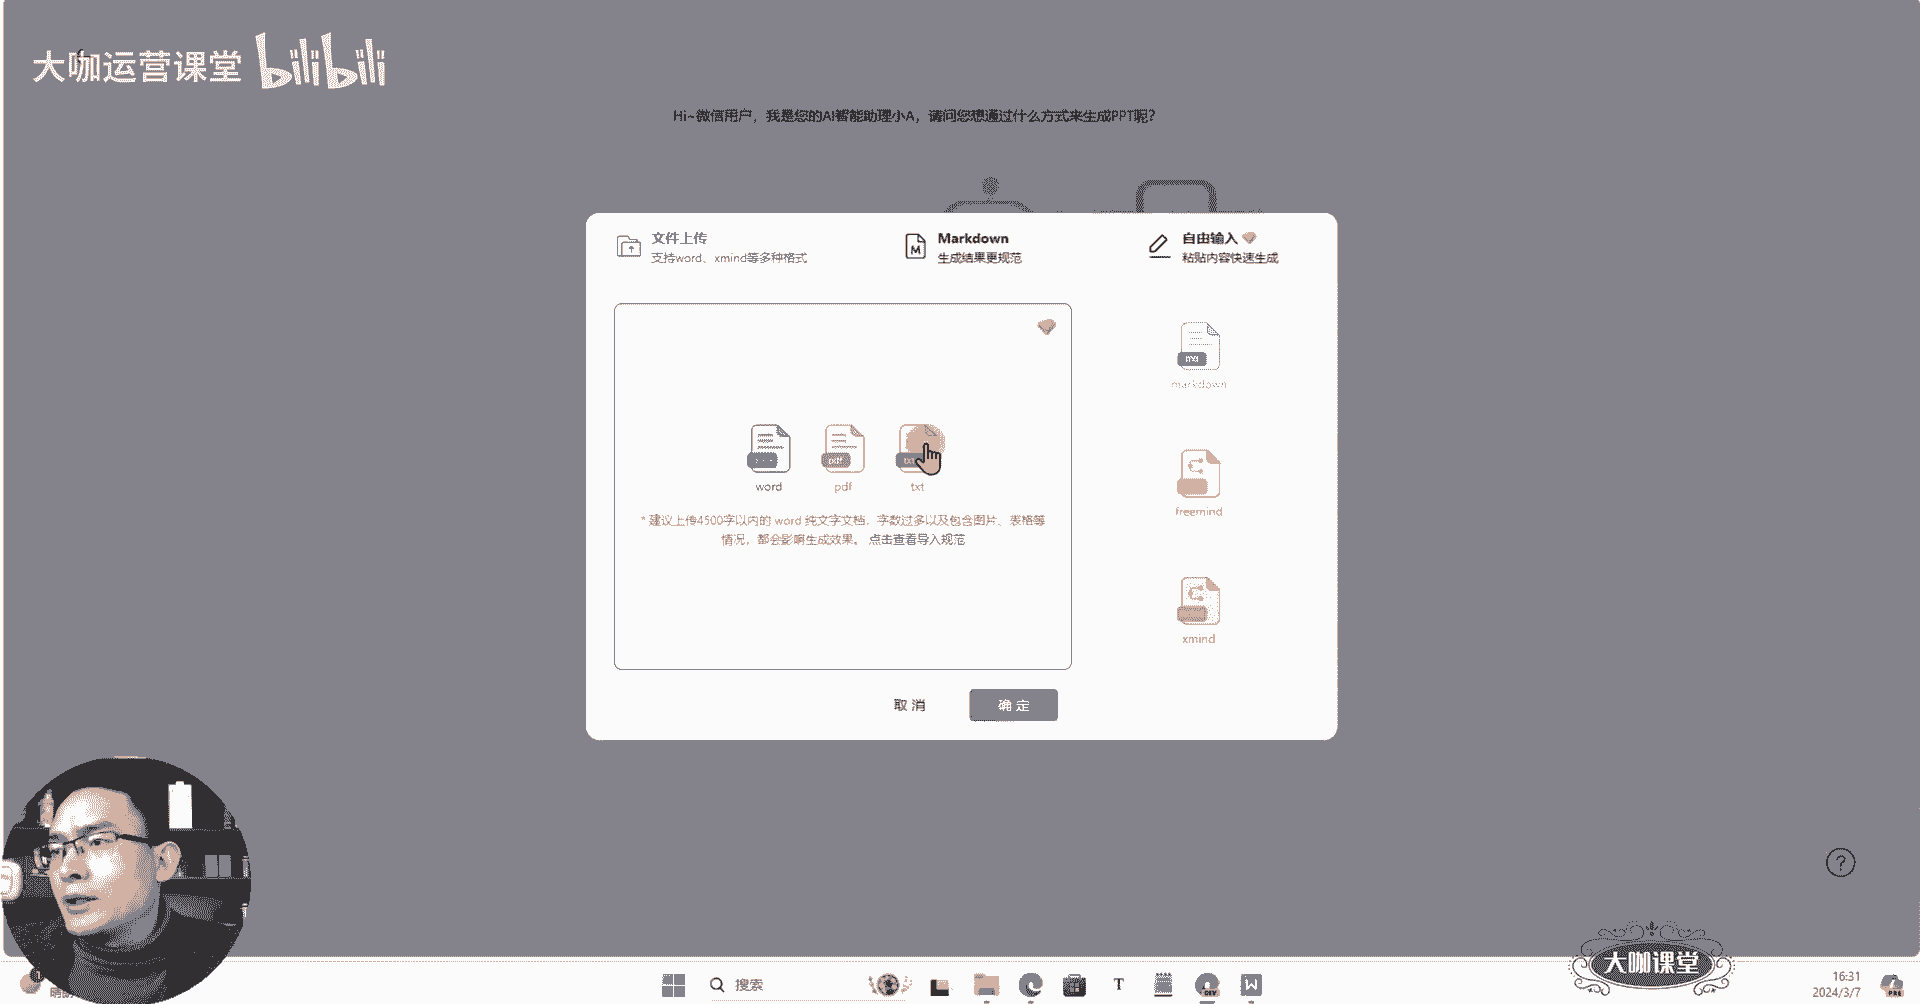 大咖运营课堂 bilibili
Hi~微信用户，我是您的AI智能助理小A，请问您想通过什么方式来生成PPT呢？
文件上传
支持word、xmind等多种格式
Markdown
生成结果更规范
自由输入
粘贴内容快速生成
M
md
markdown
pdf
txt
word
pdf
txt
freemind
* 建议上传4500字以内的 word 纯文字文档，字数过多以及包含图片、表格等
情况，都会影响生成效果。 点击查看导入规范
xmind
取 消
确 定
?
大咖课堂
搜索
T
DEV
W
16:31
2024/3/7
PRE